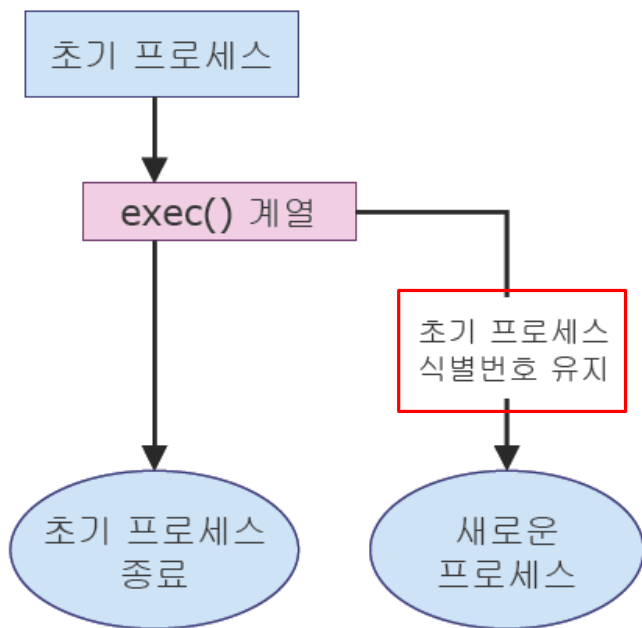 초기 프로세스
exec() 계열
초기 프로세스
식별번호 유지
초기 프로세스
종료
새로운
프로세스